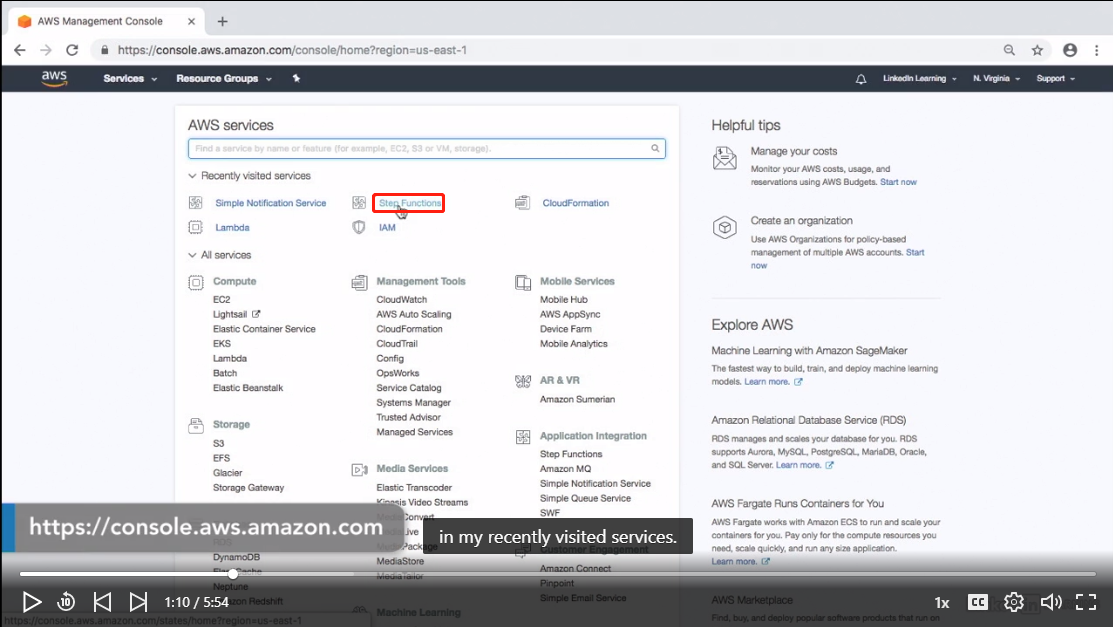 AWS Management Console
https://console.aws.amazon.com/console/home?region=us-east-1
aws
Services
Resource Groups
LinkedIn Learning
N. Virginia
Support
AWS services
Find a service by name or feature (for example, EC2, S3 or VM, storage).
Recently visited services
Simple Notification Service
Step Functions
CloudFormation
Lambda
IAM
All services
Compute
EC2
Lightsail
Elastic Container Service
EKS
Lambda
Batch
Elastic Beanstalk
Storage
S3
EFS
Glacier
Storage Gateway
DynamoDB
Neptune
Redshift
Management Tools
CloudWatch
AWS Auto Scaling
CloudFormation
CloudTrail
Config
OpsWorks
Service Catalog
Systems Manager
Trusted Advisor
Managed Services
Media Services
Elastic Transcoder
Kinesis Video Streams
MediaStore
MediaTailor
Machine Learning
Mobile Services
Mobile Hub
AWS AppSync
Device Farm
Mobile Analytics
AR & VR
Amazon Sumerian
Application Integration
Step Functions
Amazon MQ
Simple Notification Service
Simple Queue Service
SWF
Customer Engagement
Amazon Connect
Pinpoint
Simple Email Service
Helpful tips
Manage your costs
Monitor your AWS costs, usage, and
reservations using AWS Budgets. Start now
Create an organization
Use AWS Organizations for policy-based
management of multiple AWS accounts. Start
now
Explore AWS
Machine Learning with Amazon SageMaker
The fastest way to build, train, and deploy machine learning
models. Learn more.
Amazon Relational Database Service (RDS)
RDS manages and scales your database for you. RDS
supports Aurora, MySQL, PostgreSQL, MariaDB, Oracle,
and SQL Server. Learn more.
AWS Fargate Runs Containers for You
AWS Fargate works with Amazon ECS to run and scale your
containers for you. Pay only for the compute resources you
need, scale quickly, and run any size application.
Learn more.
AWS Marketplace
Find, buy, and deploy popular software products that run on
https://console.aws.amazon.com
in my recently visited services.
1:10 / 5:54
1x
CC
https://console.aws.amazon.com/states/home?region=us-east-1